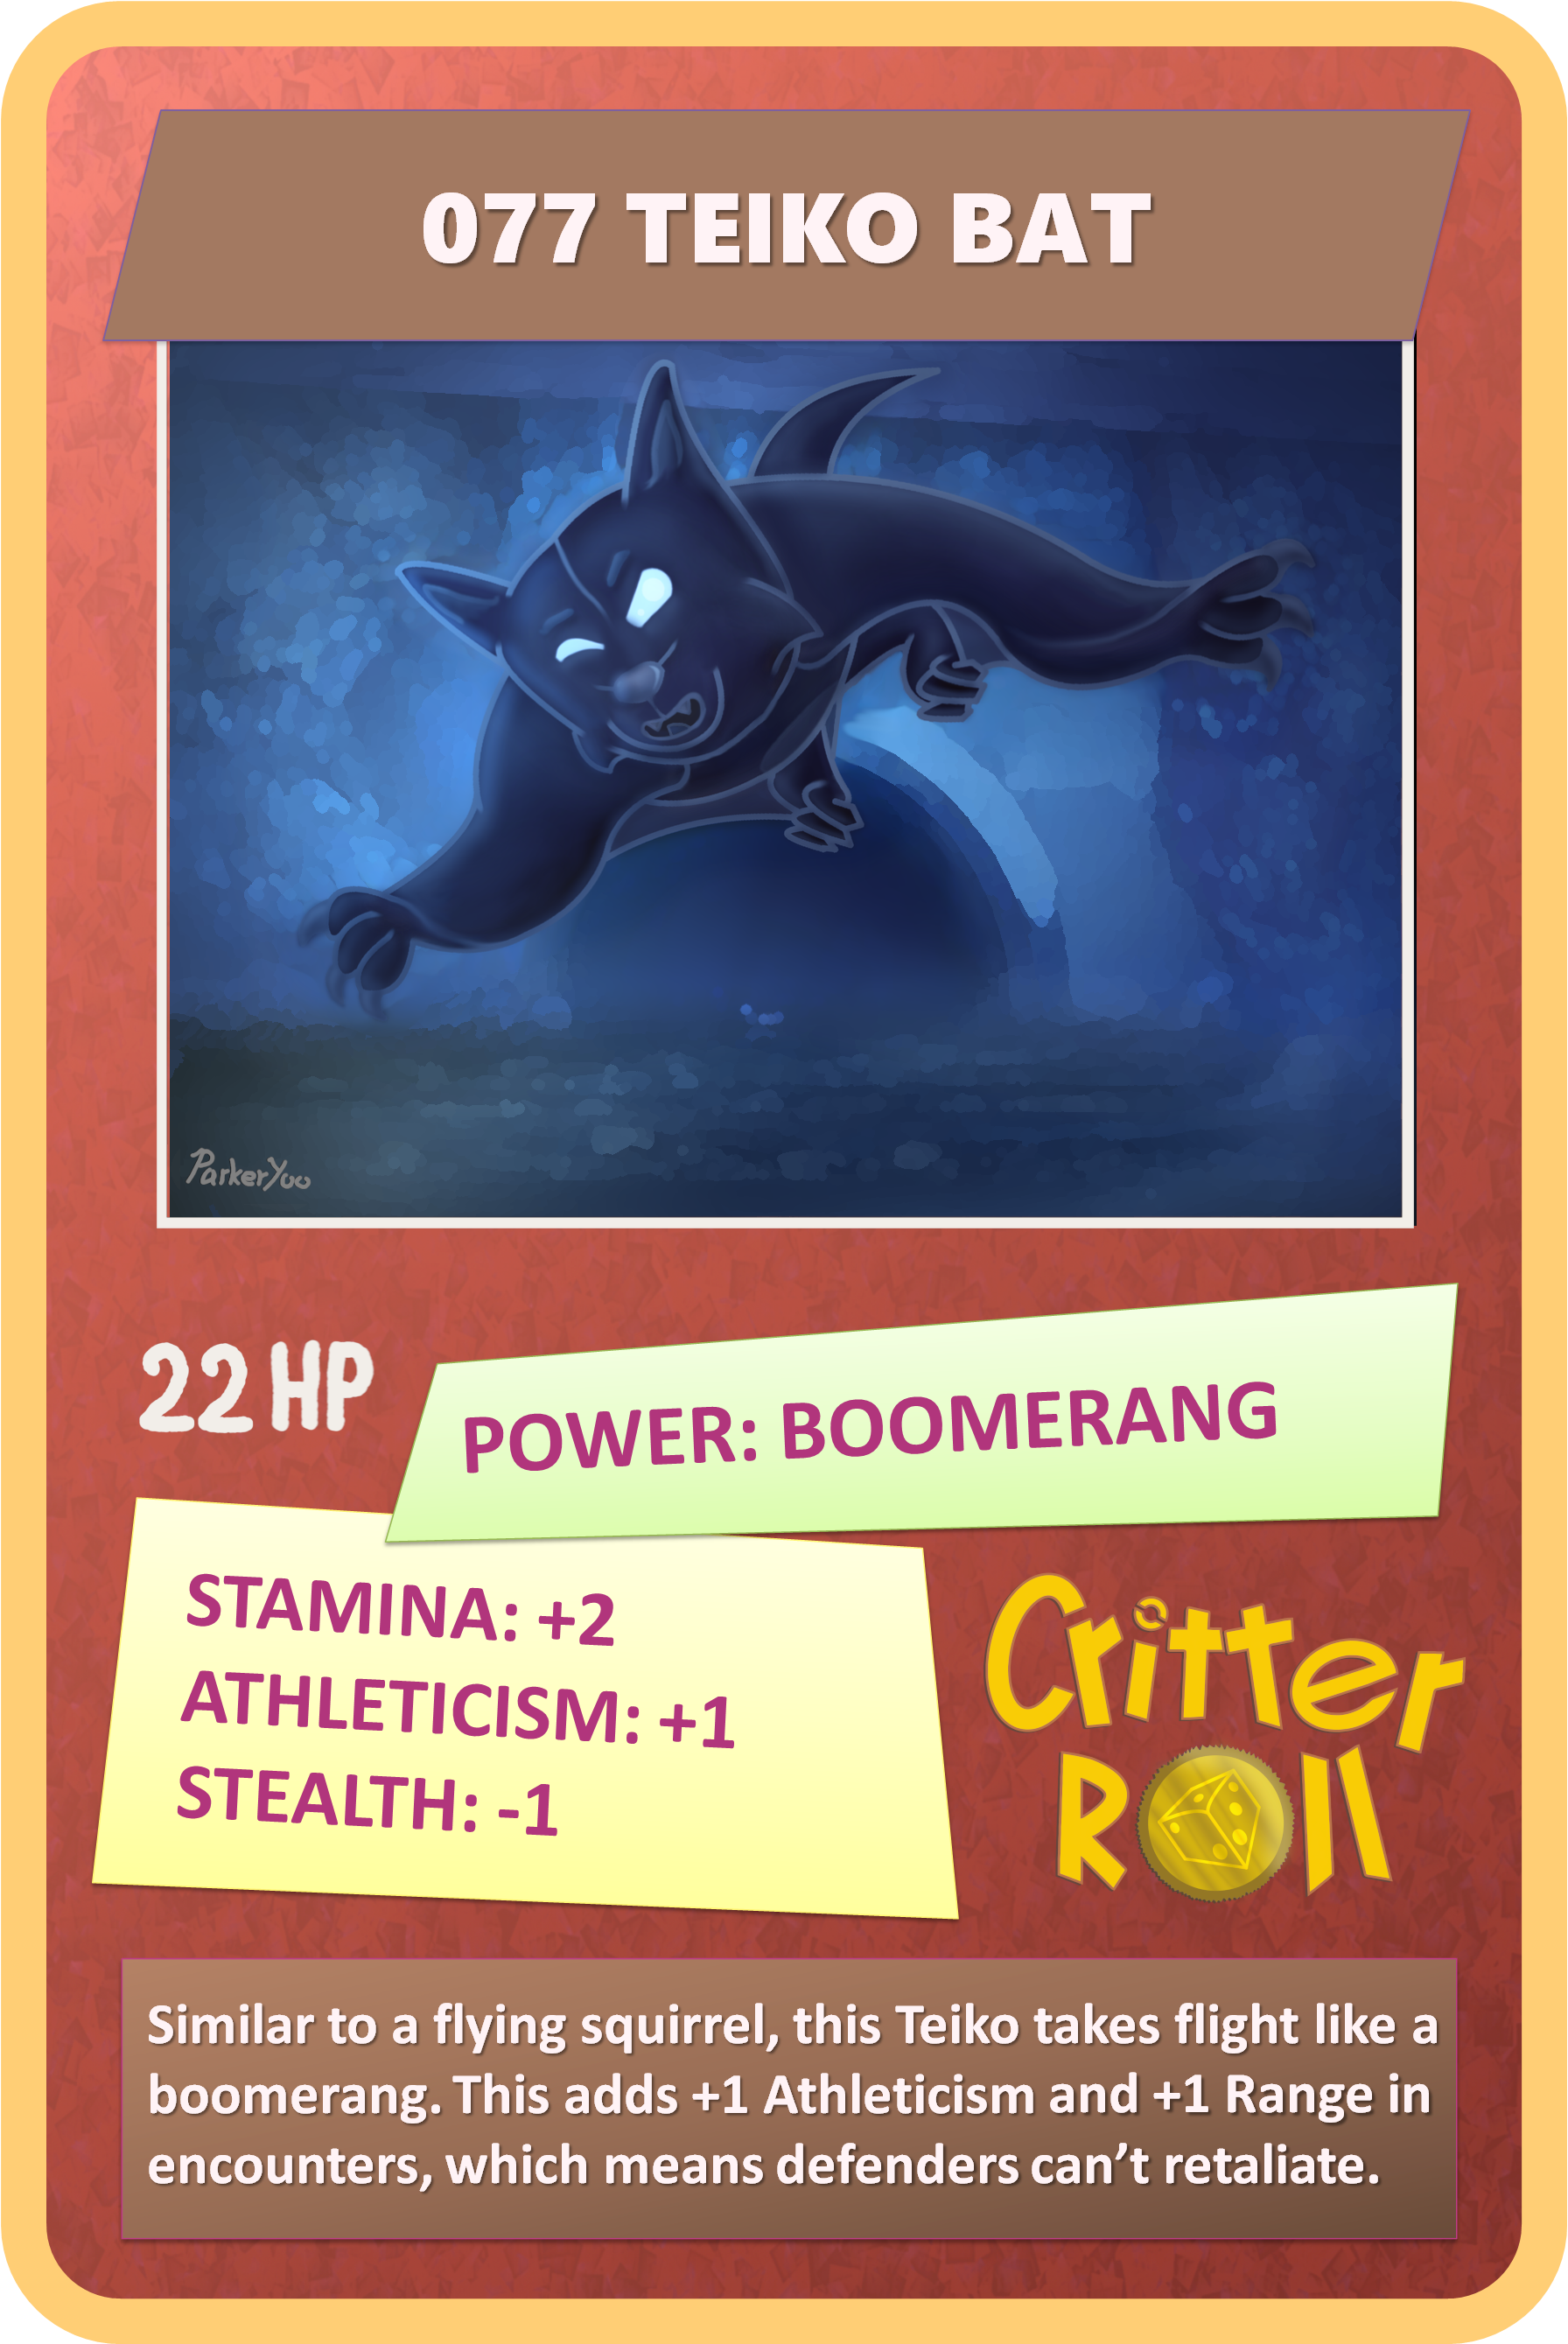 077 TEIKO BAT
ParkerYoo
22 HP
POWER: BOOMERANG
STAMINA: +2
ATHLETICISM: +1
STEALTH: -1
Critter
Roll
Similar to a flying squirrel, this Teiko takes flight like a
boomerang. This adds +1 Athleticism and +1 Range in
encounters, which means defenders can’t retaliate.